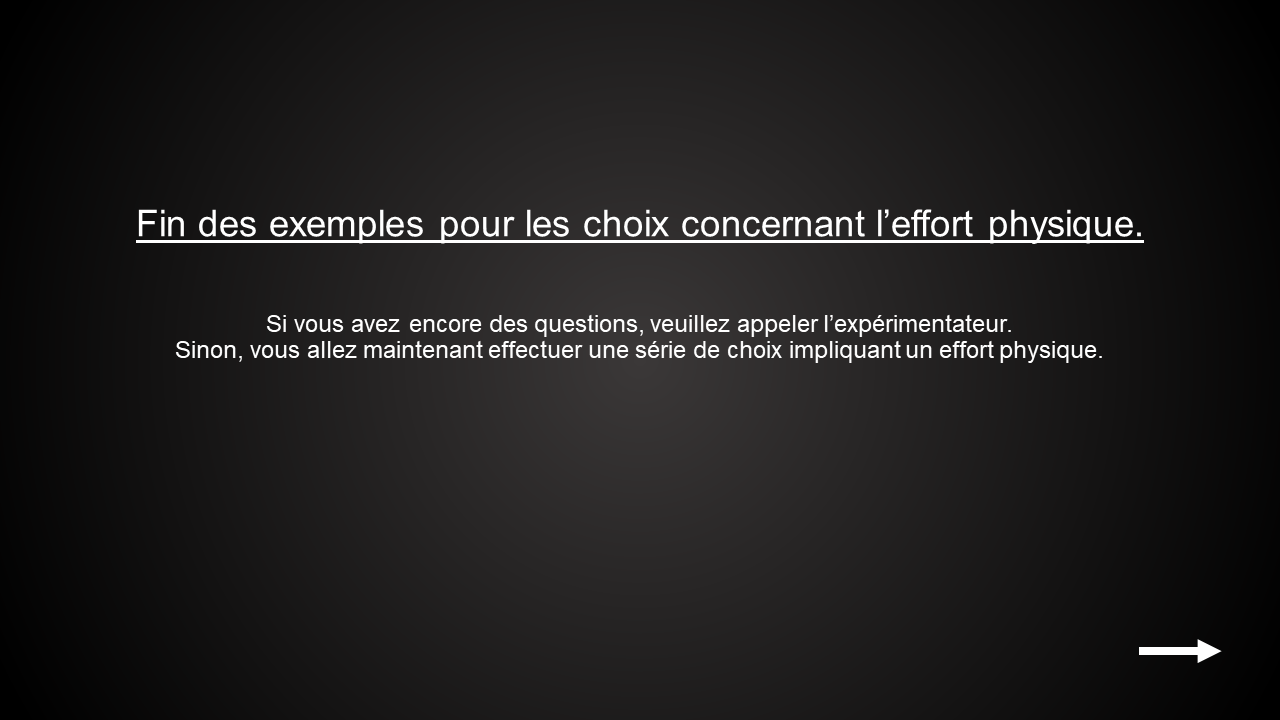 Fin des exemples pour les choix concernant l’effort physique.
Si vous avez encore des questions, veuillez appeler l’expérimentateur.
Sinon, vous allez maintenant effectuer une série de choix impliquant un effort physique.